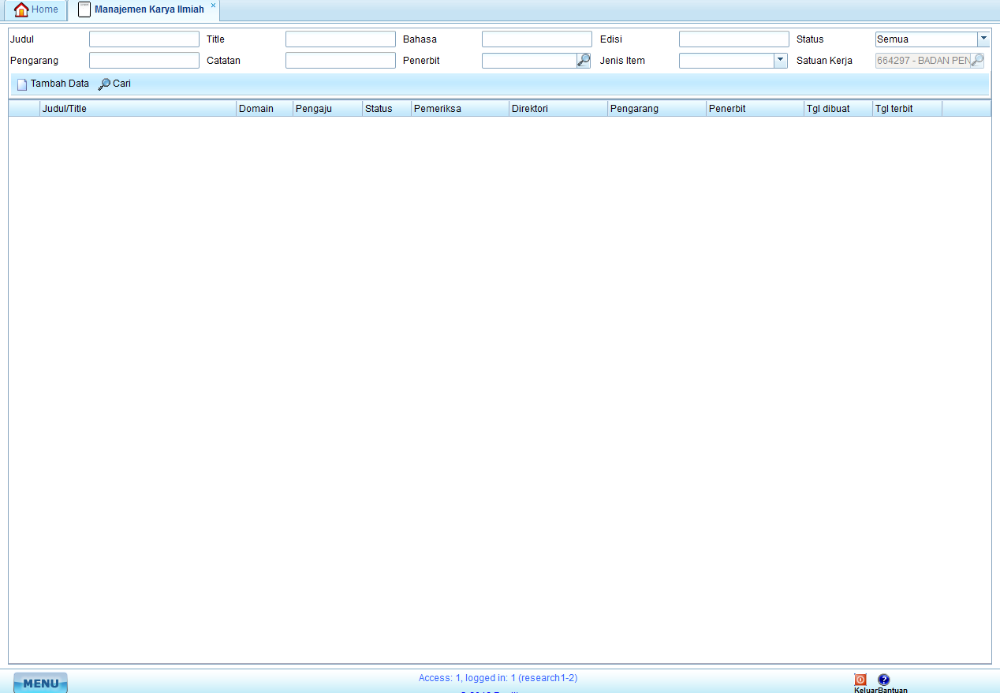 Home Manajemen Karya Ilmiah
Judul Title Bahasa Edisi Status Semua
Pengarang Catatan Penerbit Jenis Item Satuan Kerja 664297 - BADAN PEN
Tambah Data Cari
Judul/Title Domain Pengaju Status Pemeriksa Direktori Pengarang Penerbit Tgl dibuat Tgl terbit
MENU Access: 1, logged in: 1 (research1-2)
Keluar Bantuan